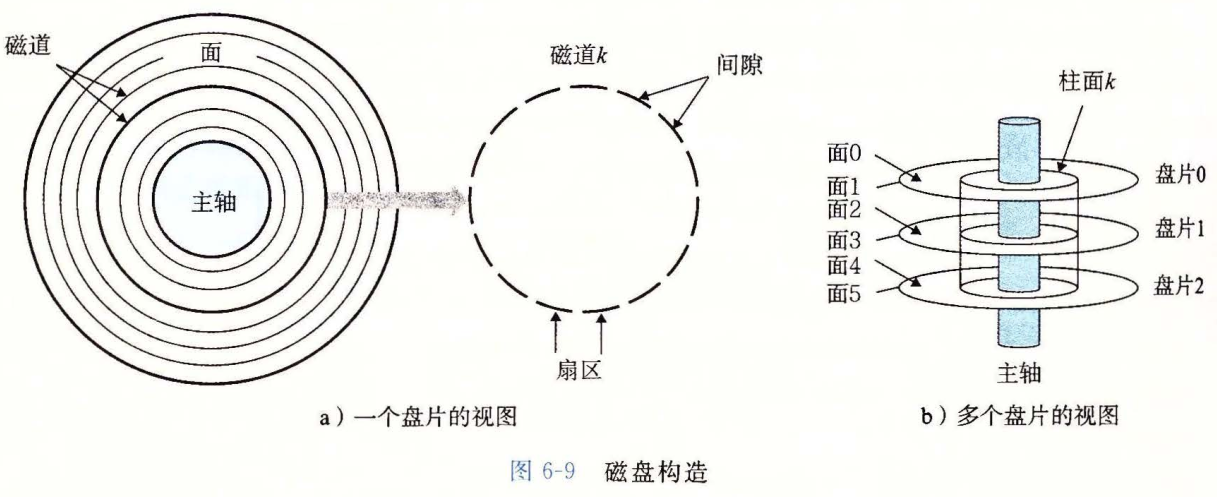 磁道
面
主轴
磁道k
间隙
扇区
a）一个盘片的视图
柱面k
面0
面1
面2
面3
面4
面5
盘片0
盘片1
盘片2
主轴
b）多个盘片的视图
图 6-9 磁盘构造